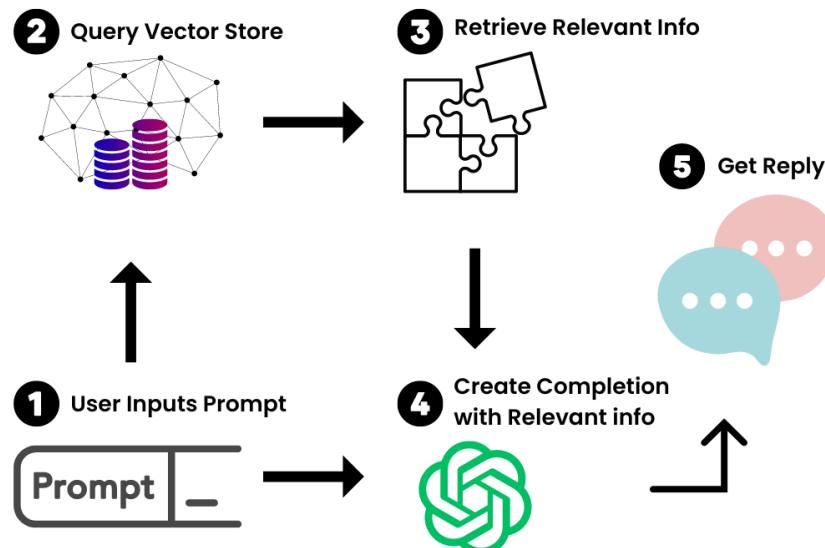 2 Query Vector Store
3 Retrieve Relevant Info
5 Get Reply
1 User Inputs Prompt
Prompt _
4 Create Completion
with Relevant info